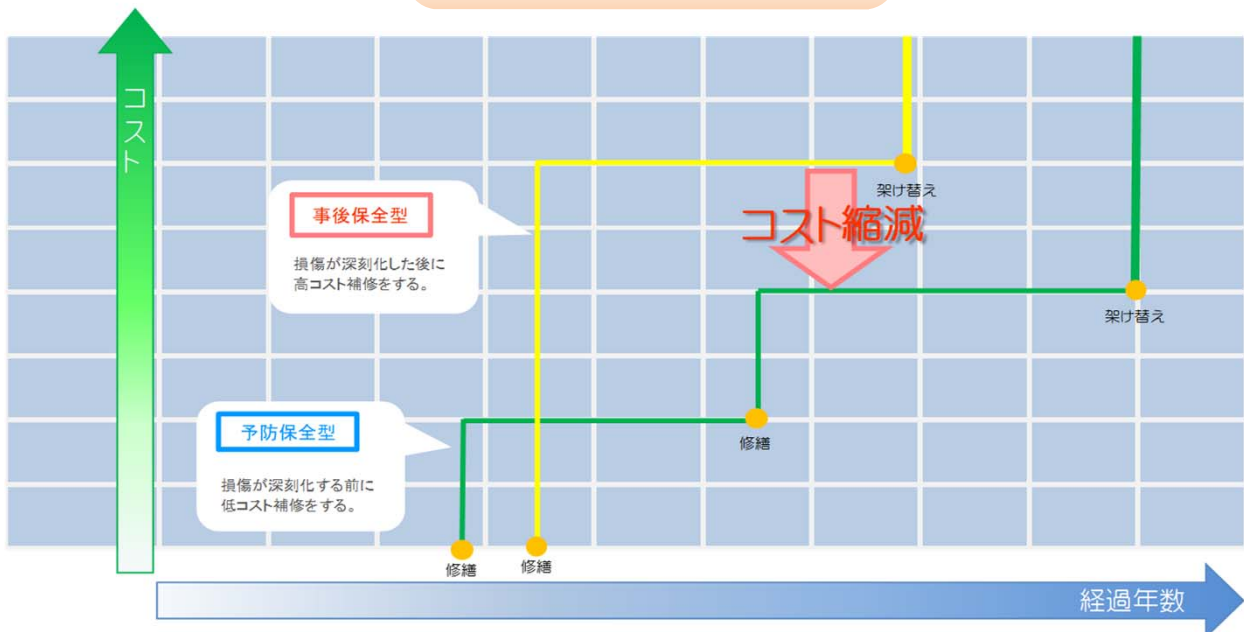 コスト
架け替え
事後保全型
コスト縮減
損傷が深刻化した後に
高コスト補修をする。
架け替え
予防保全型
修繕
損傷が深刻化する前に
低コスト補修をする。
修繕
修繕
経過年数